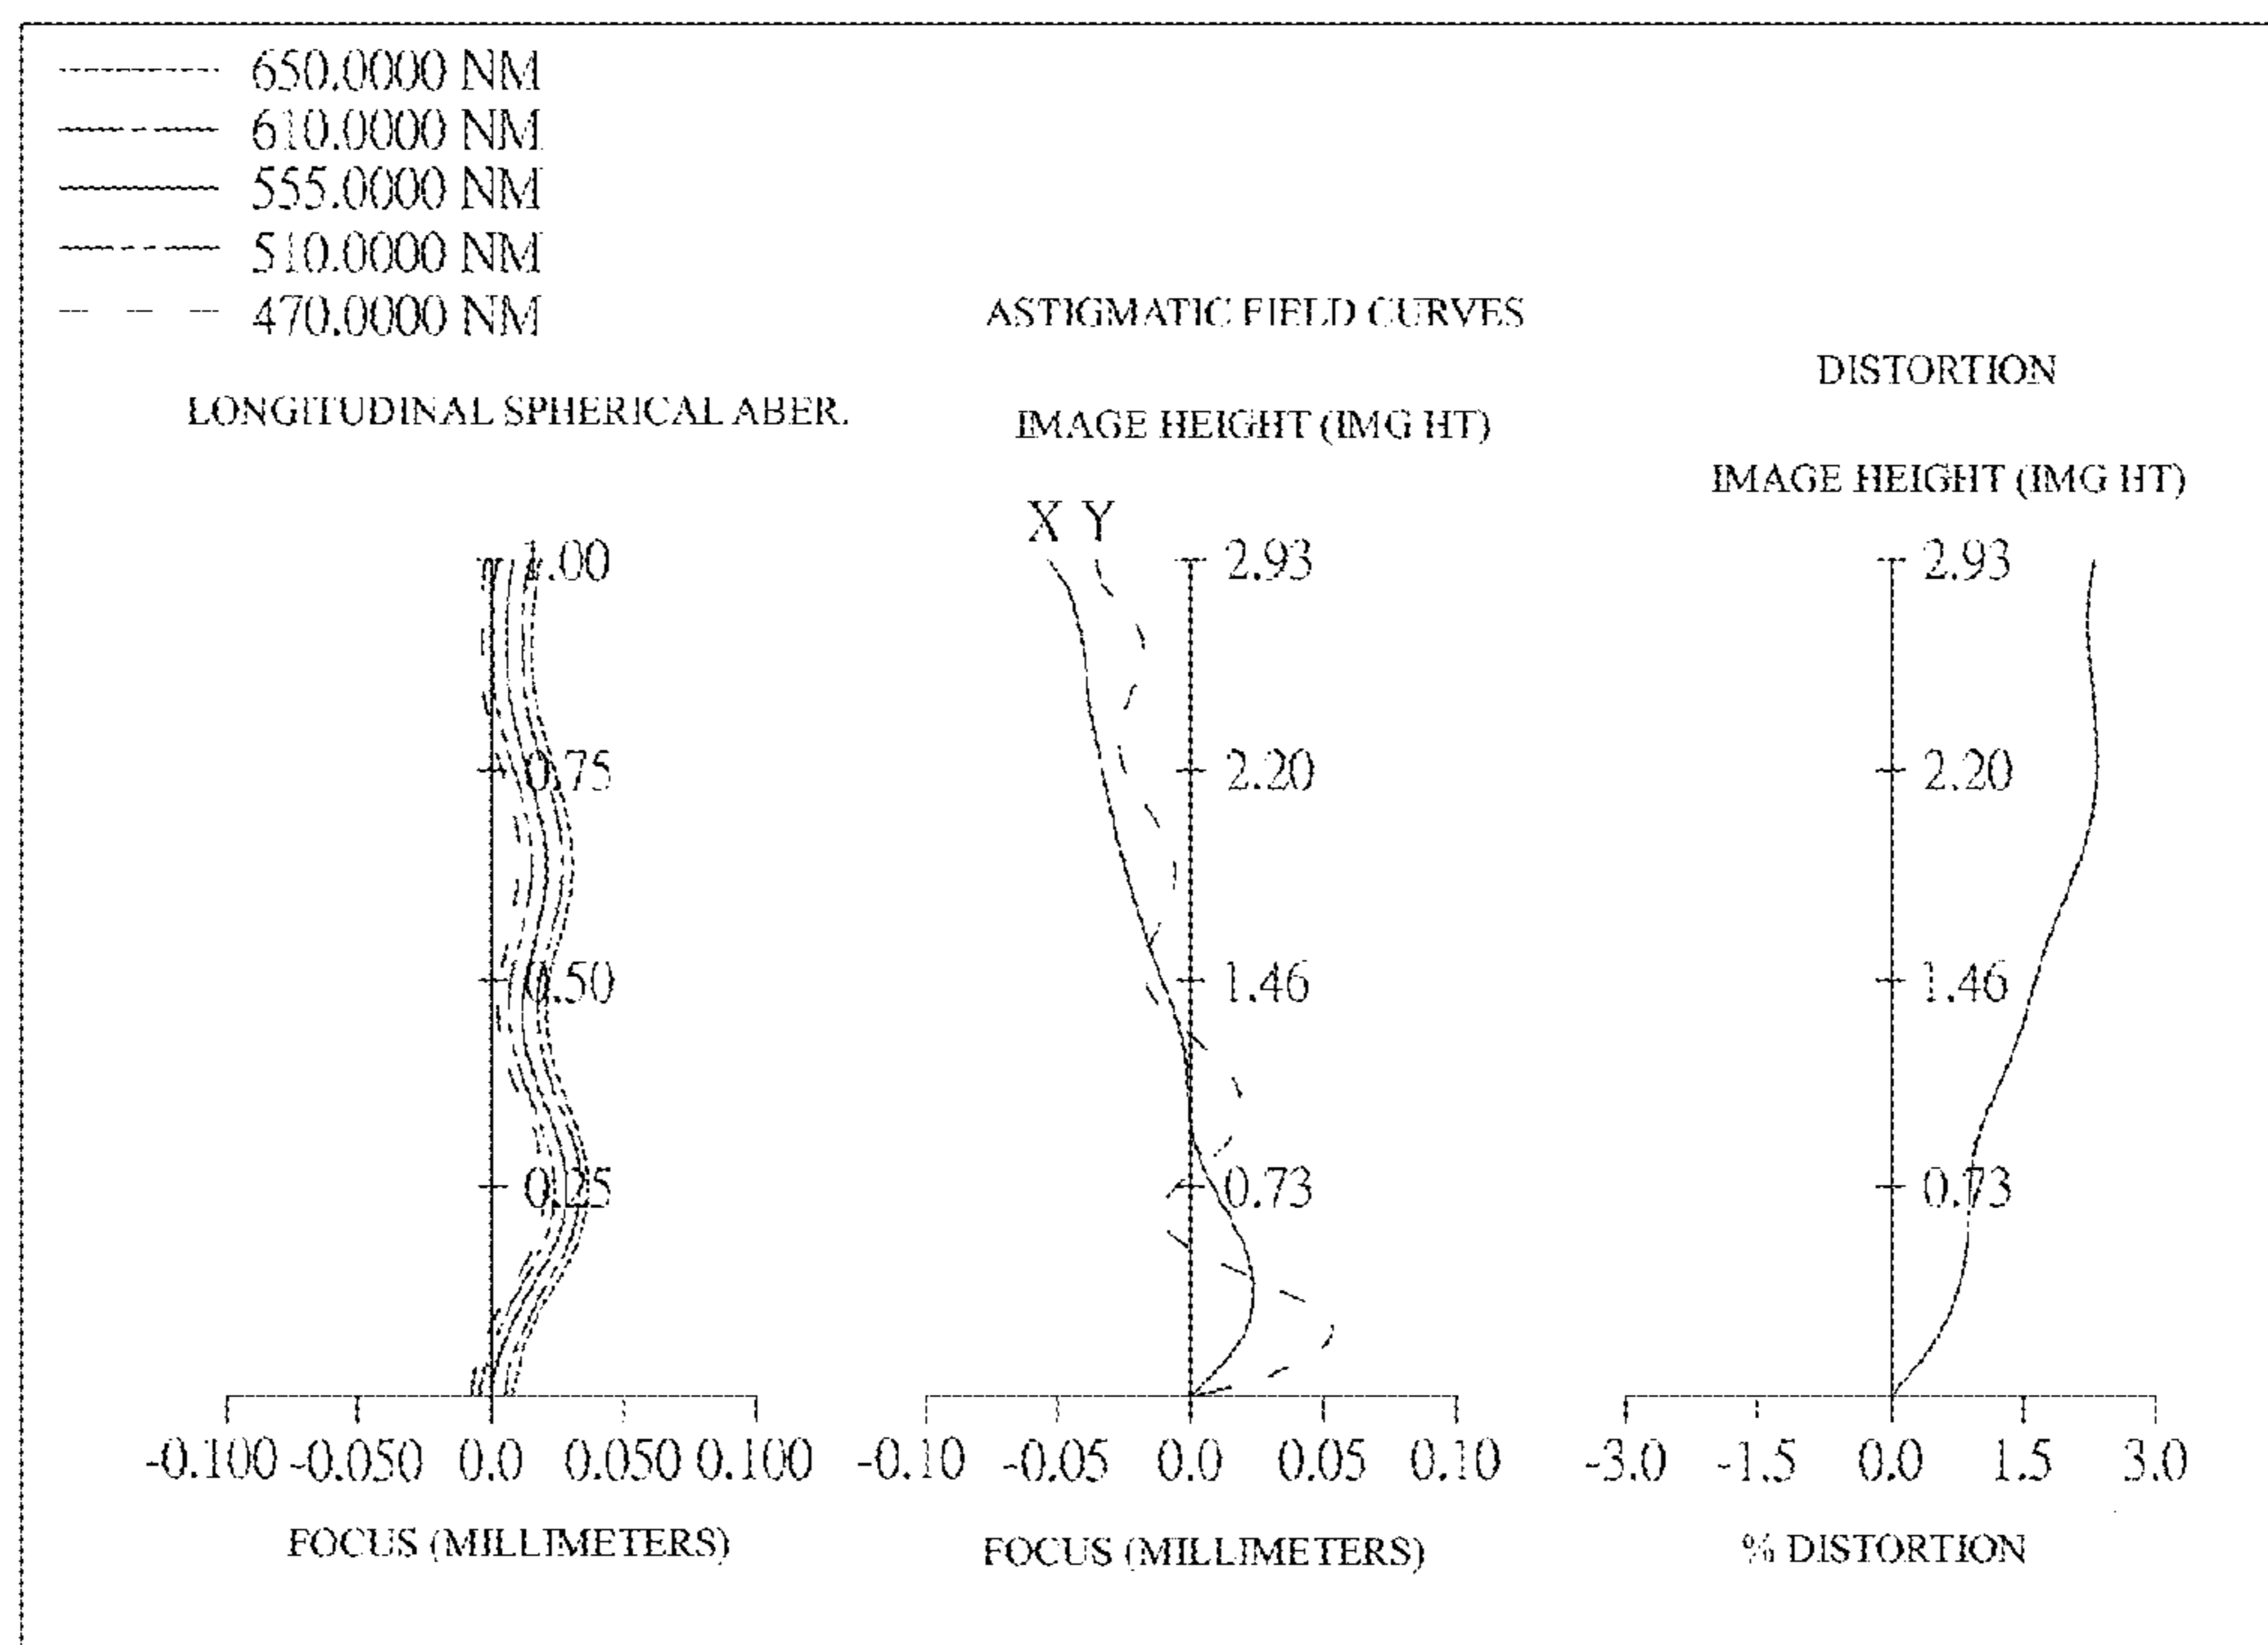 650.0000 NM
610.0000 NM
555.0000 NM
510.0000 NM
470.0000 NM
LONGITUDINAL SPHERICAL ABER.
1.00
0.75
0.50
0.25
-0.100 -0.050 0.0 0.050 0.100
FOCUS (MILLIMETERS)
ASTIGMATIC FIELD CURVES
IMAGE HEIGHT (IMG HT)
X Y
2.93
2.20
1.46
0.73
-0.10 -0.05 0.0 0.05 0.10
FOCUS (MILLIMETERS)
DISTORTION
IMAGE HEIGHT (IMG HT)
2.93
2.20
1.46
0.73
-3.0 -1.5 0.0 1.5 3.0
% DISTORTION